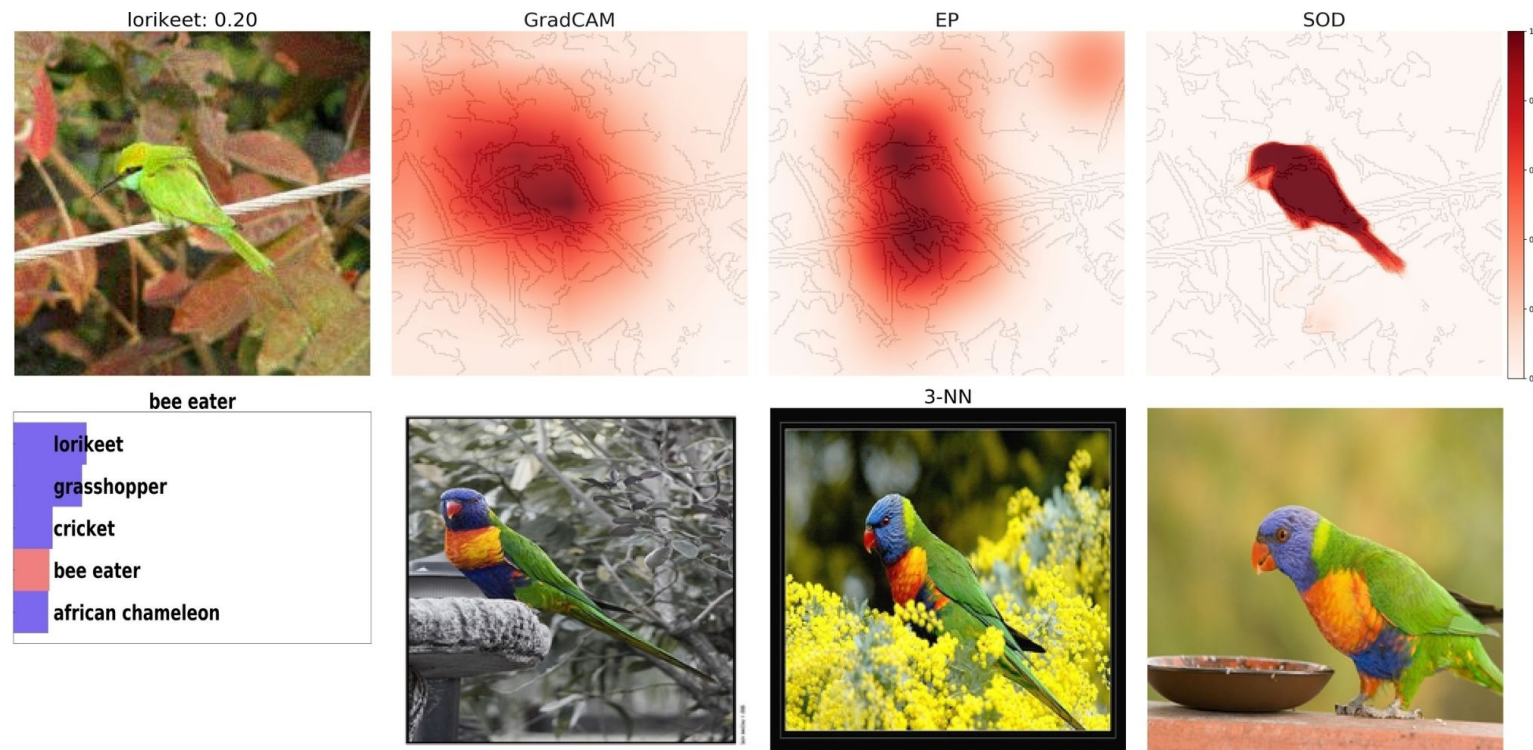 lorikeet: 0.20
GradCAM
EP
SOD
bee eater
lorikeet
grasshopper
cricket
bee eater
african chameleon
3-NN